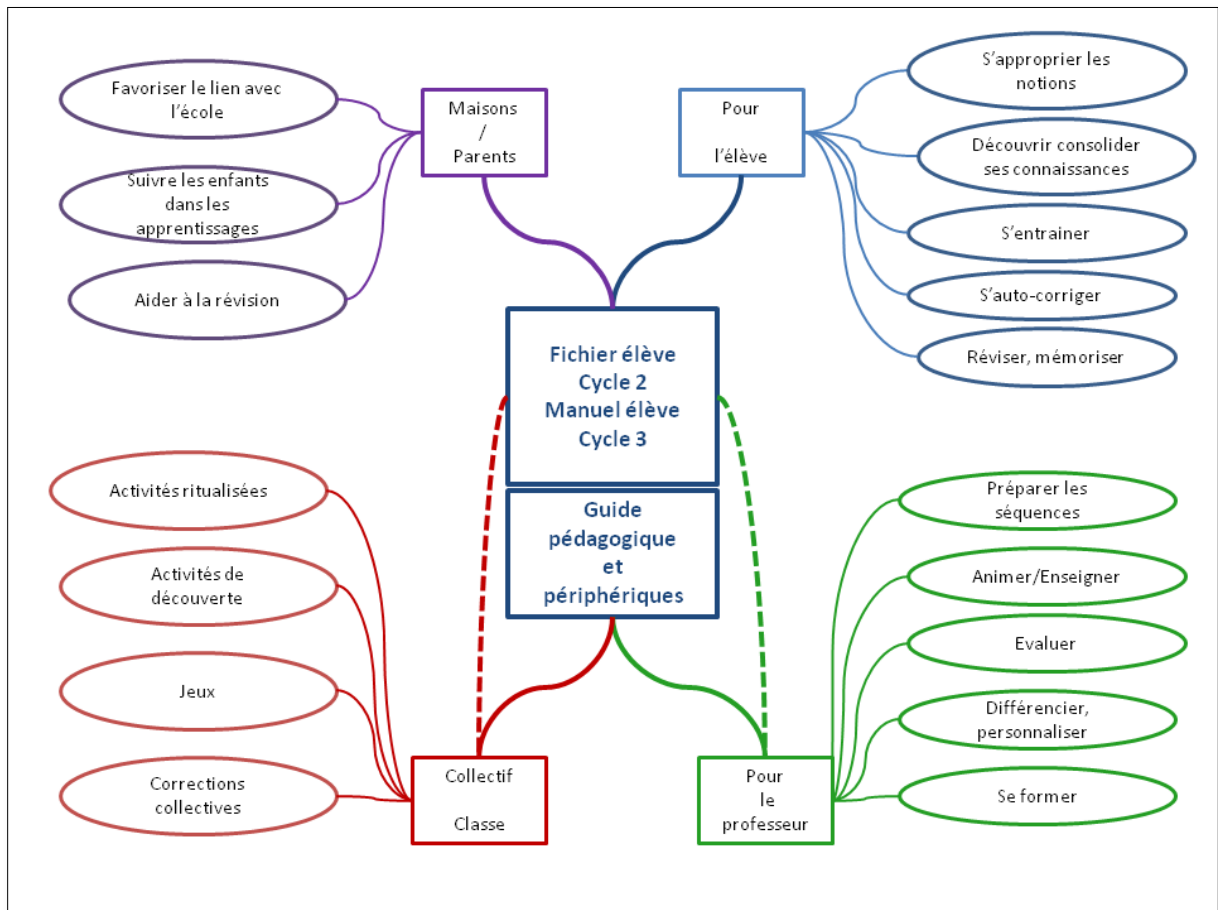 Favoriser le lien avec
l'école
Suivre les enfants
dans les
apprentissages
Aider à la révision
Maisons
/
Parents
Pour
l'élève
S'approprier les
notions
Découvrir consolider
ses connaissances
S'entrainer
S'auto-corriger
Réviser, mémoriser
Fichier élève
Cycle 2
Manuel élève
Cycle 3
Guide
pédagogique
et
périphériques
Activités ritualisées
Activités de
découverte
Jeux
Corrections
collectives
Collectif
Classe
Pour
le
professeur
Préparer les
séquences
Animer/Enseigner
Evaluer
Différencier,
personnaliser
Se former